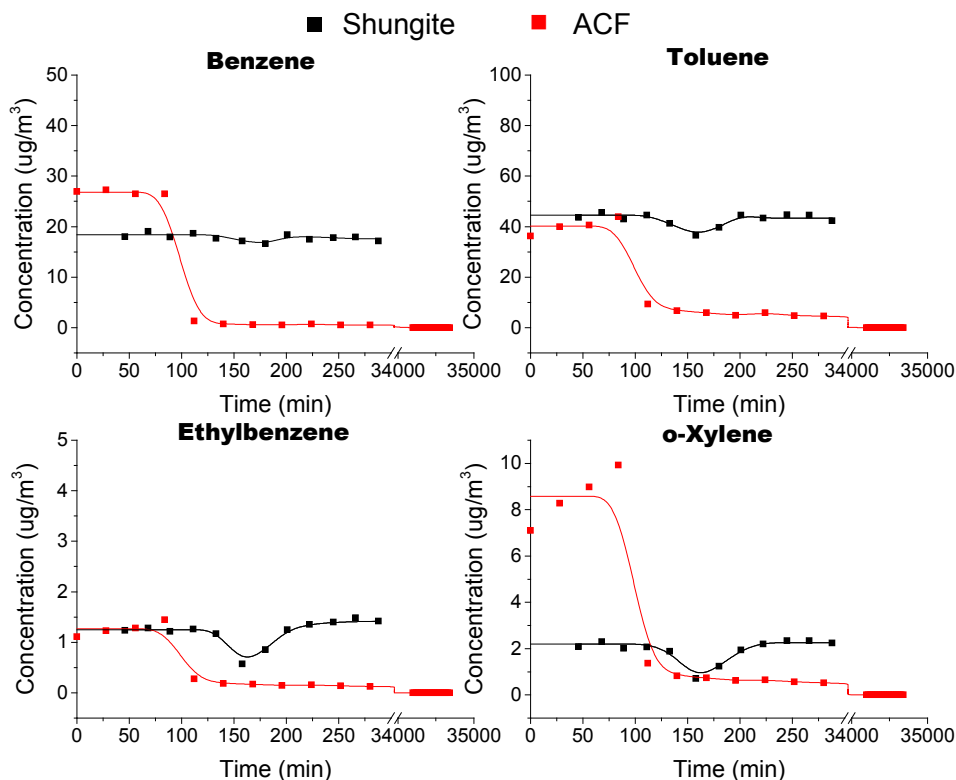 Shungite ACF
Benzene
50
40
30
20
10
0
Concentration (ug/m³)
0 50 100 150 200 250 34000 35000
Time (min)
Toluene
100
80
60
40
20
0
Concentration (ug/m³)
0 50 100 150 200 250 34000 35000
Time (min)
Ethylbenzene
5
4
3
2
1
0
Concentration (ug/m³)
0 50 100 150 200 250 34000 35000
Time (min)
o-Xylene
10
8
6
4
2
0
Concentration (ug/m³)
0 50 100 150 200 250 34000 35000
Time (min)